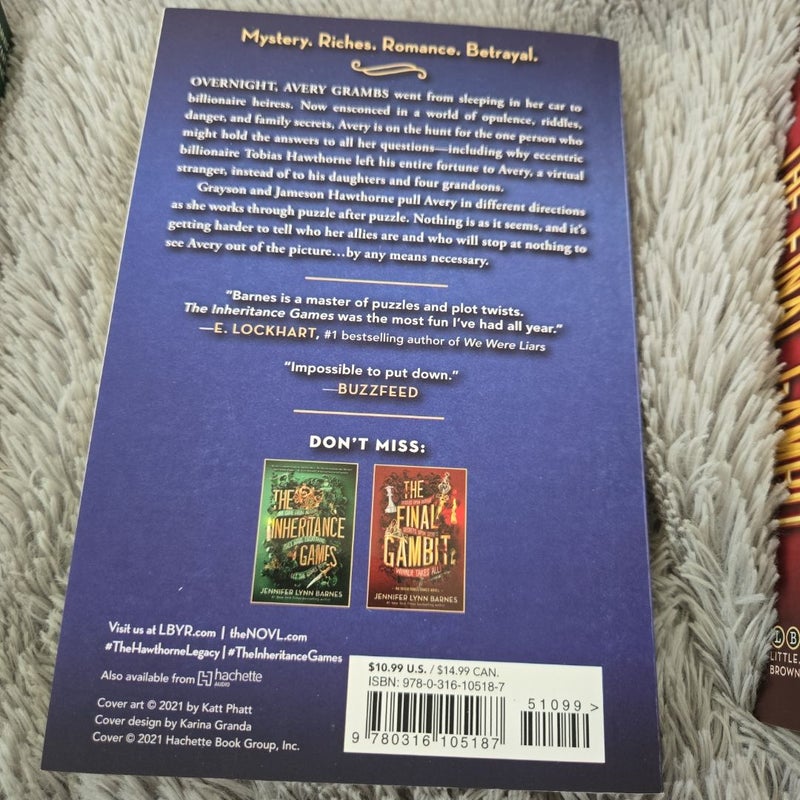 Mystery. Riches. Romance. Betrayal.
OVERNIGHT, AVERY GRAMBS went from sleeping in her car to
billionaire heiress. Now ensconced in a world of opulence, riddles,
danger, and family secrets, Avery is on the hunt for the one person who
might hold the answers to all her questions—including why eccentric
billionaire Tobias Hawthorne left his entire fortune to Avery, a virtual
stranger, instead of to his daughters and four grandsons.
Grayson and Jameson Hawthorne pull Avery in different directions
as she works through puzzle after puzzle. Nothing is as it seems, and it's
getting harder to tell who her allies are and who will stop at nothing to
see Avery out of the picture...by any means necessary.
"Barnes is a master of puzzles and plot twists.
The Inheritance Games was the most fun I've had all year."
—E. LOCKHART, #1 bestselling author of We Were Liars
"Impossible to put down."
—BUZZFEED
DON'T MISS:
THE
INHERITANCE
GAMES
JENNIFER LYNN BARNES
THE
FINAL
GAMBIT
WINNER TAKES ALL
JENNIFER LYNN BARNES
Visit us at LBYR.com | theNOVL.com
#TheHawthorneLegacy | #TheInheritanceGames
Also available from hachette
AUDIO
Cover art © 2021 by Katt Phatt
Cover design by Karina Granda
Cover © 2021 Hachette Book Group, Inc.
$10.99 U.S. / $14.99 CAN.
ISBN: 978-0-316-10518-7
51099 >
9 780316 105187
THE FINAL GAMBIT
L B
LITTLE,
BROWN